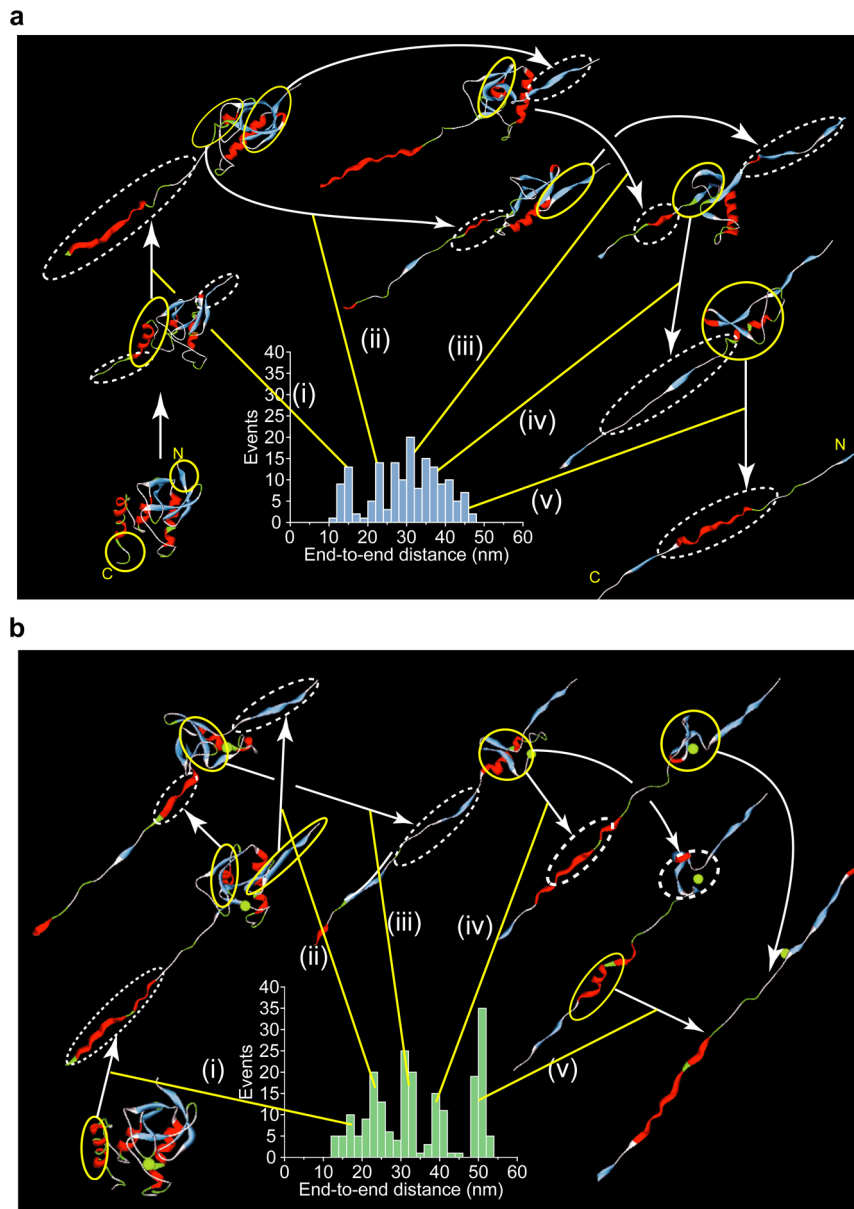 a
(ii)
(iii)
(i)
(iv)
(v)
N
C
N
C
Events
40
35
30
25
20
15
10
5
0
0 10 20 30 40 50 60
End-to-end distance (nm)
b
(i)
(ii)
(iii)
(iv)
(v)
Events
40
35
30
25
20
15
10
5
0
0 10 20 30 40 50 60
End-to-end distance (nm)